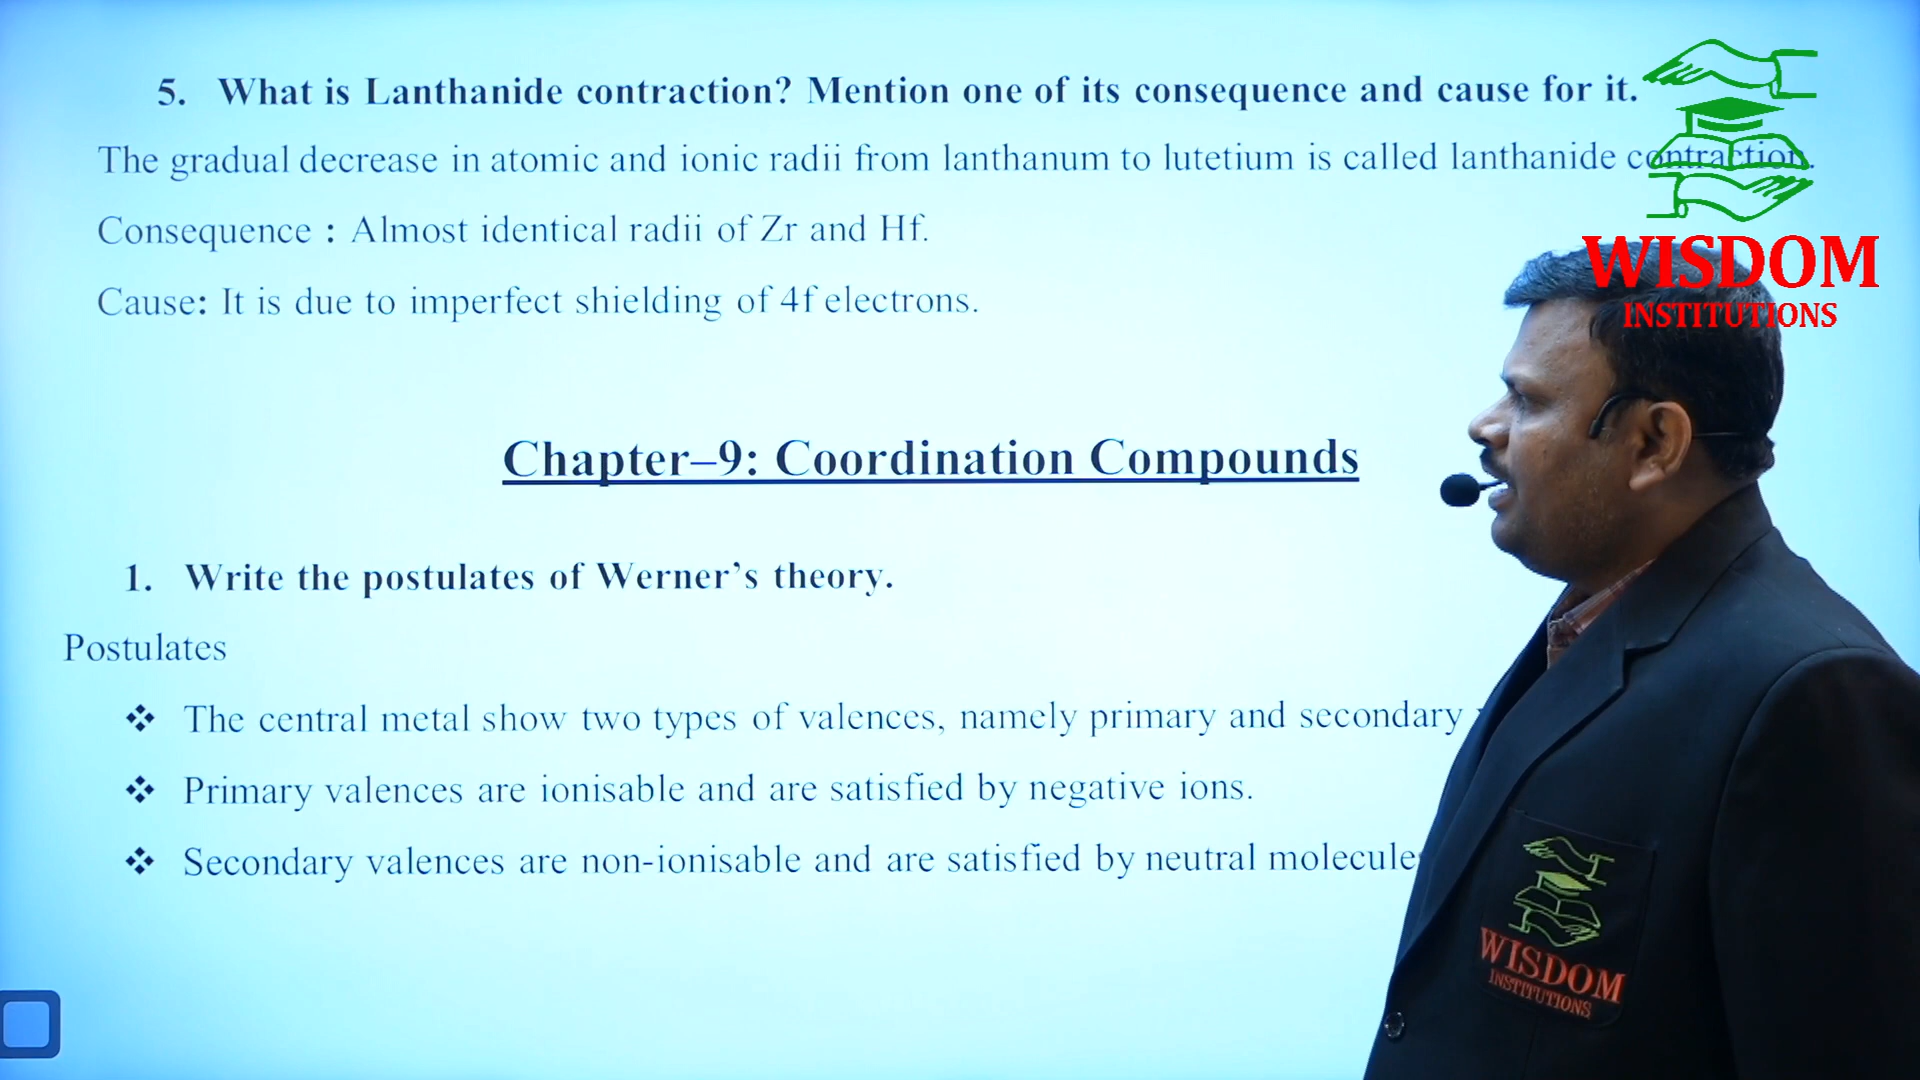 5. What is Lanthanide contraction? Mention one of its consequence and cause for it.
The gradual decrease in atomic and ionic radii from lanthanum to lutetium is called lanthanide contraction.
Consequence : Almost identical radii of Zr and Hf.
Cause: It is due to imperfect shielding of 4f electrons.
WISDOM
INSTITUTIONS
Chapter–9: Coordination Compounds
1. Write the postulates of Werner’s theory.
Postulates
❖ The central metal show two types of valences, namely primary and secondary
❖ Primary valences are ionisable and are satisfied by negative ions.
❖ Secondary valences are non-ionisable and are satisfied by neutral molecule
WISDOM
INSTITUTIONS